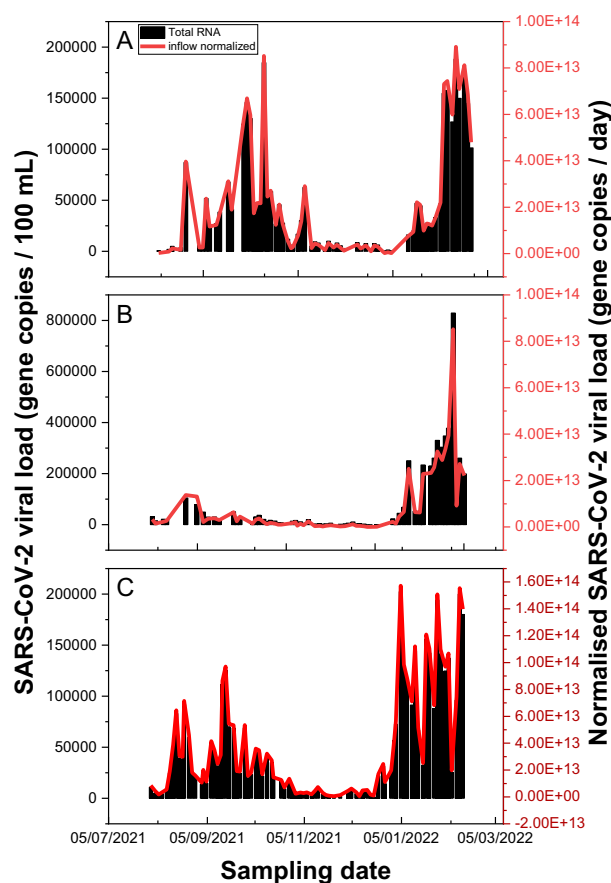 A
Total RNA
inflow normalized
200000
150000
100000
50000
0
1.00E+14
8.00E+13
6.00E+13
4.00E+13
2.00E+13
0.00E+00
B
800000
600000
400000
200000
0
1.00E+14
8.00E+13
6.00E+13
4.00E+13
2.00E+13
0.00E+00
C
200000
150000
100000
50000
0
1.60E+14
1.40E+14
1.20E+14
1.00E+14
8.00E+13
6.00E+13
4.00E+13
2.00E+13
0.00E+00
-2.00E+13
05/07/2021 05/09/2021 05/11/2021 05/01/2022 05/03/2022
Sampling date
SARS-CoV-2 viral load (gene copies / 100 mL)
Normalised SARS-CoV-2 viral load (gene copies / day)